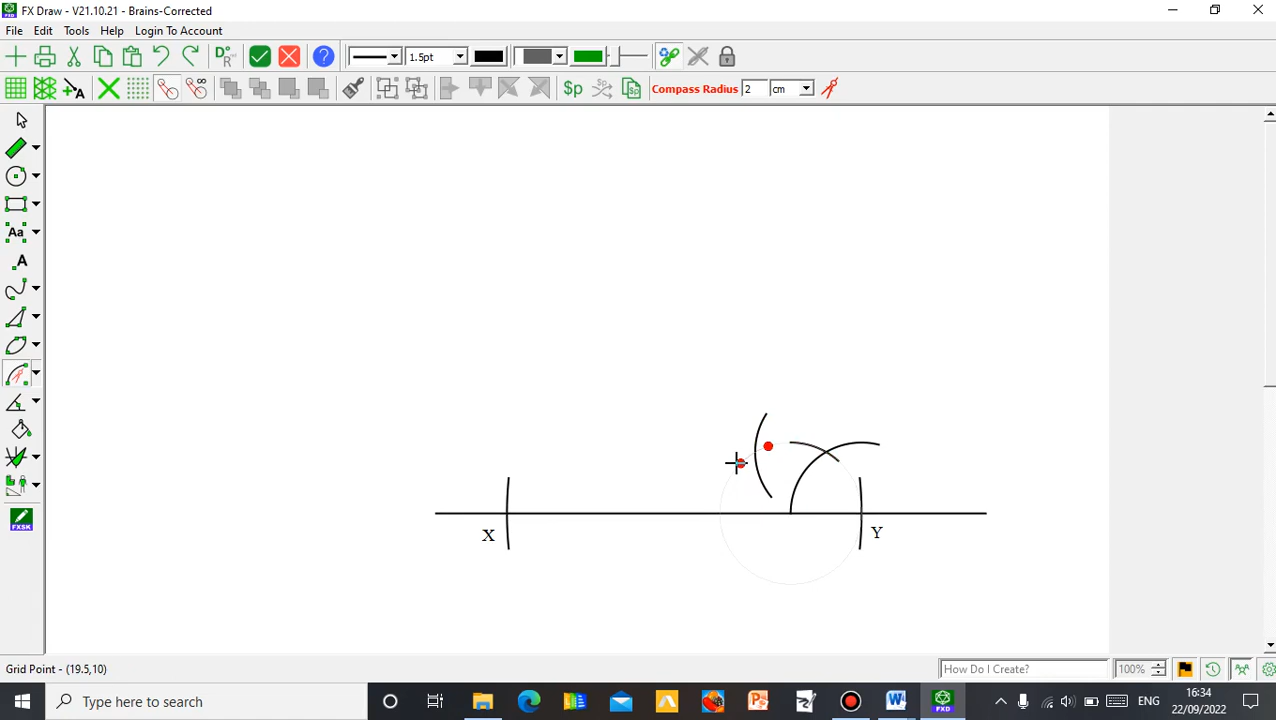 FX Draw - V21.10.21 - Brains-Corrected
File Edit Tools Help Login To Account
1.5pt
$p $p Compass Radius 2 cm
Aa
A
X
Y
FXSK
Grid Point - (19.5,10)
How Do I Create?
100%
Type here to search
ENG
16:34
22/09/2022